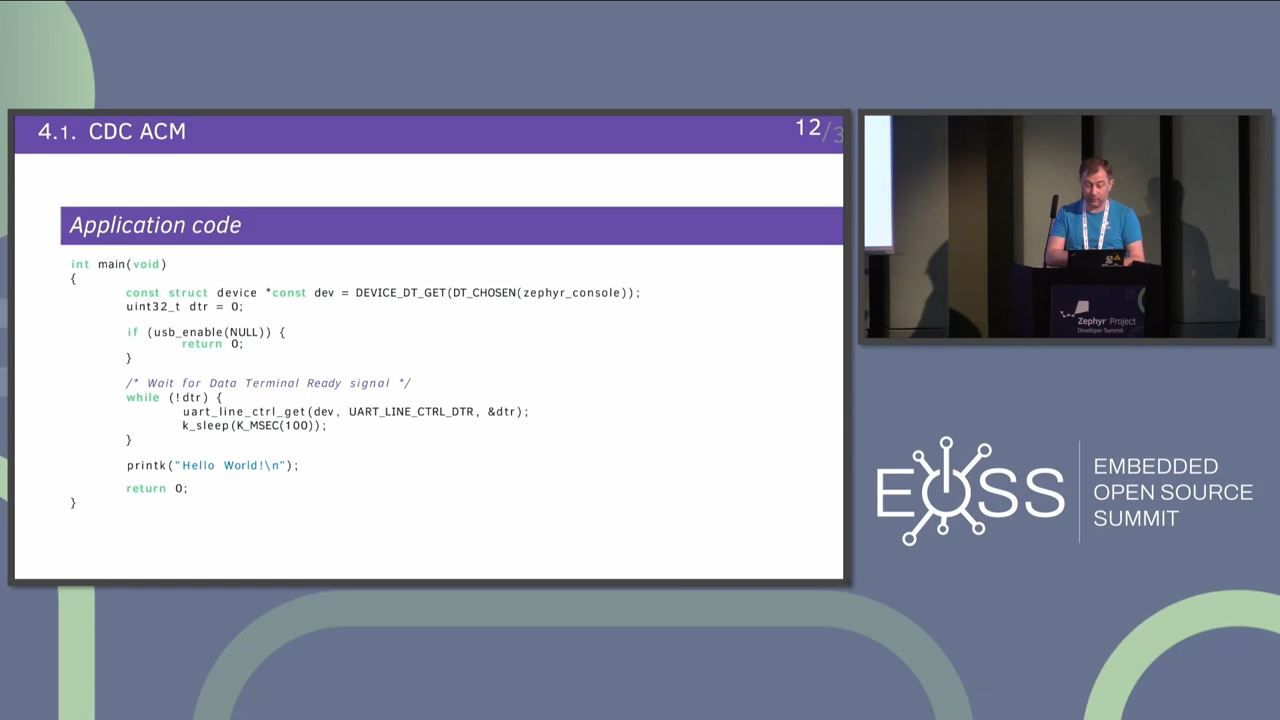 4.1. CDC ACM
12/3
Application code
int main(void)
{
const struct device *const dev = DEVICE_DT_GET(DT_CHOSEN(zephyr_console));
uint32_t dtr = 0;
if (usb_enable(NULL)) {
return 0;
}
/* Wait for Data Terminal Ready signal */
while (!dtr) {
uart_line_ctrl_get(dev, UART_LINE_CTRL_DTR, &dtr);
k_sleep(K_MSEC(100));
}
printk("Hello World!\n");
return 0;
}
Zephyr Project
Developer Summit
EOSS
EMBEDDED
OPEN SOURCE
SUMMIT